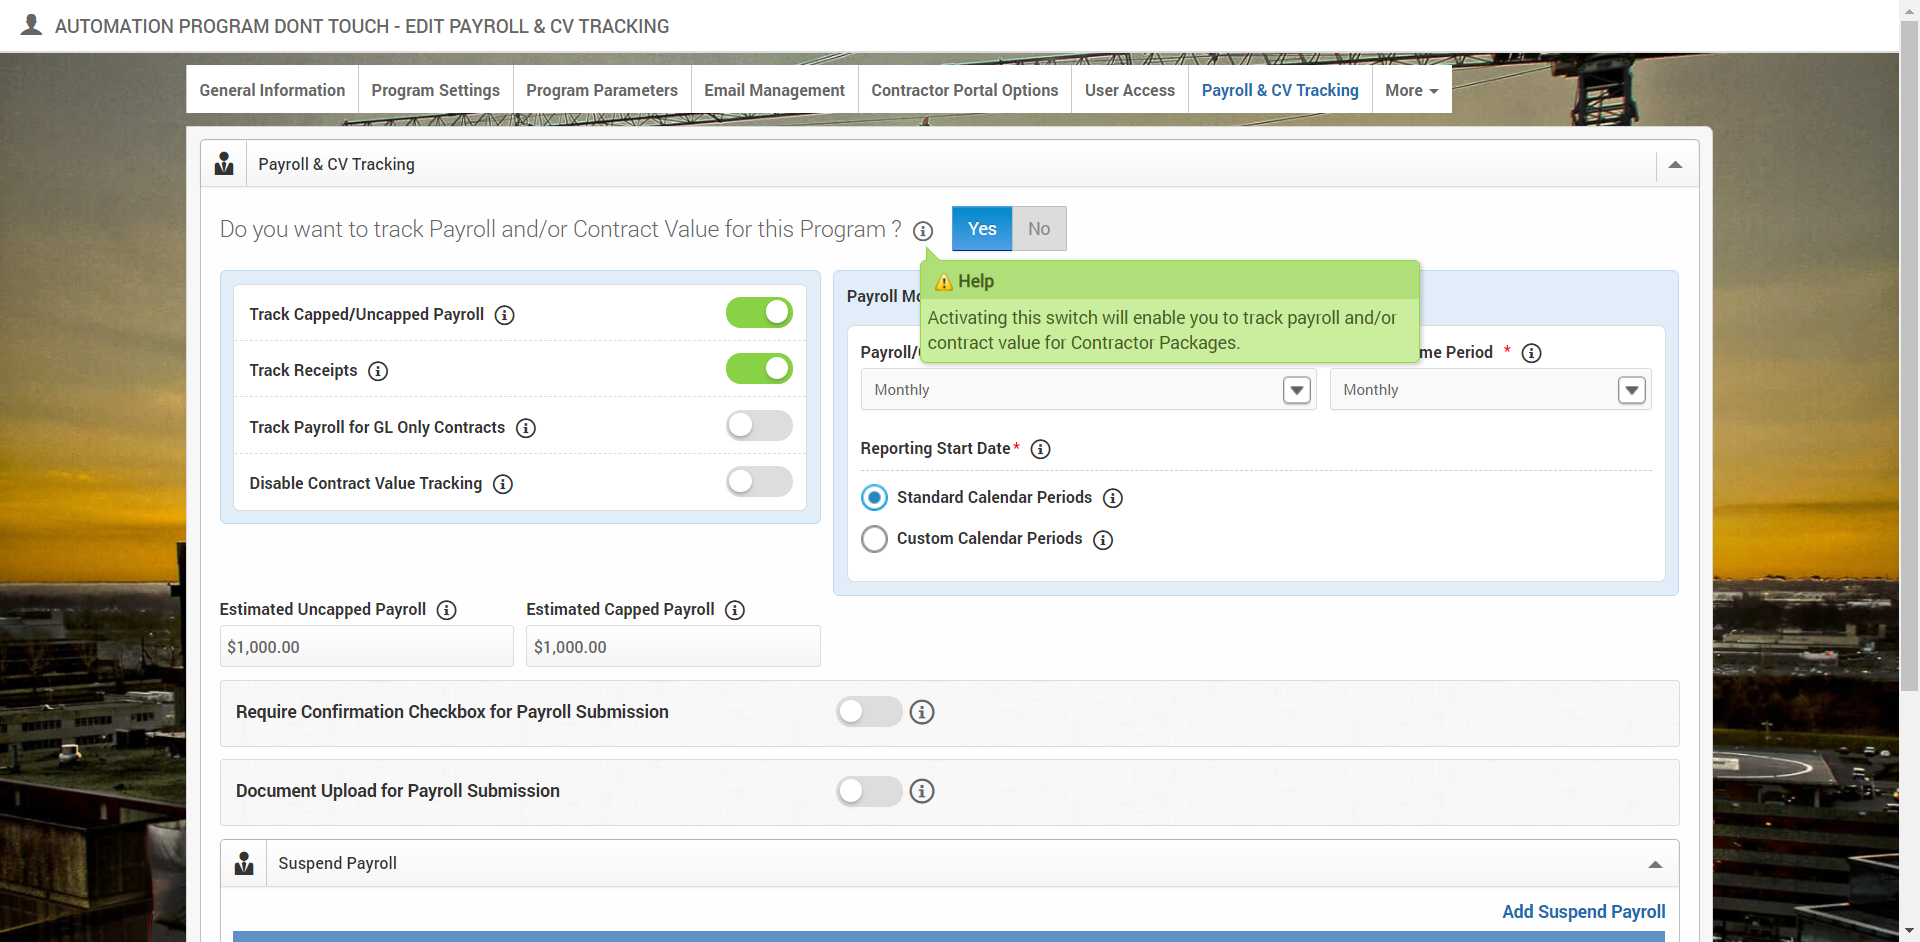 AUTOMATION PROGRAM DONT TOUCH - EDIT PAYROLL & CV TRACKING
General Information
Program Settings
Program Parameters
Email Management
Contractor Portal Options
User Access
Payroll & CV Tracking
More
Payroll & CV Tracking
Do you want to track Payroll and/or Contract Value for this Program ?
Yes
No
Help
Activating this switch will enable you to track payroll and/or
contract value for Contractor Packages.
Track Capped/Uncapped Payroll
Track Receipts
Track Payroll for GL Only Contracts
Disable Contract Value Tracking
Payroll
Payroll/
Period *
Monthly
Monthly
Reporting Start Date*
Standard Calendar Periods
Custom Calendar Periods
Estimated Uncapped Payroll
Estimated Capped Payroll
$1,000.00
$1,000.00
Require Confirmation Checkbox for Payroll Submission
Document Upload for Payroll Submission
Suspend Payroll
Add Suspend Payroll